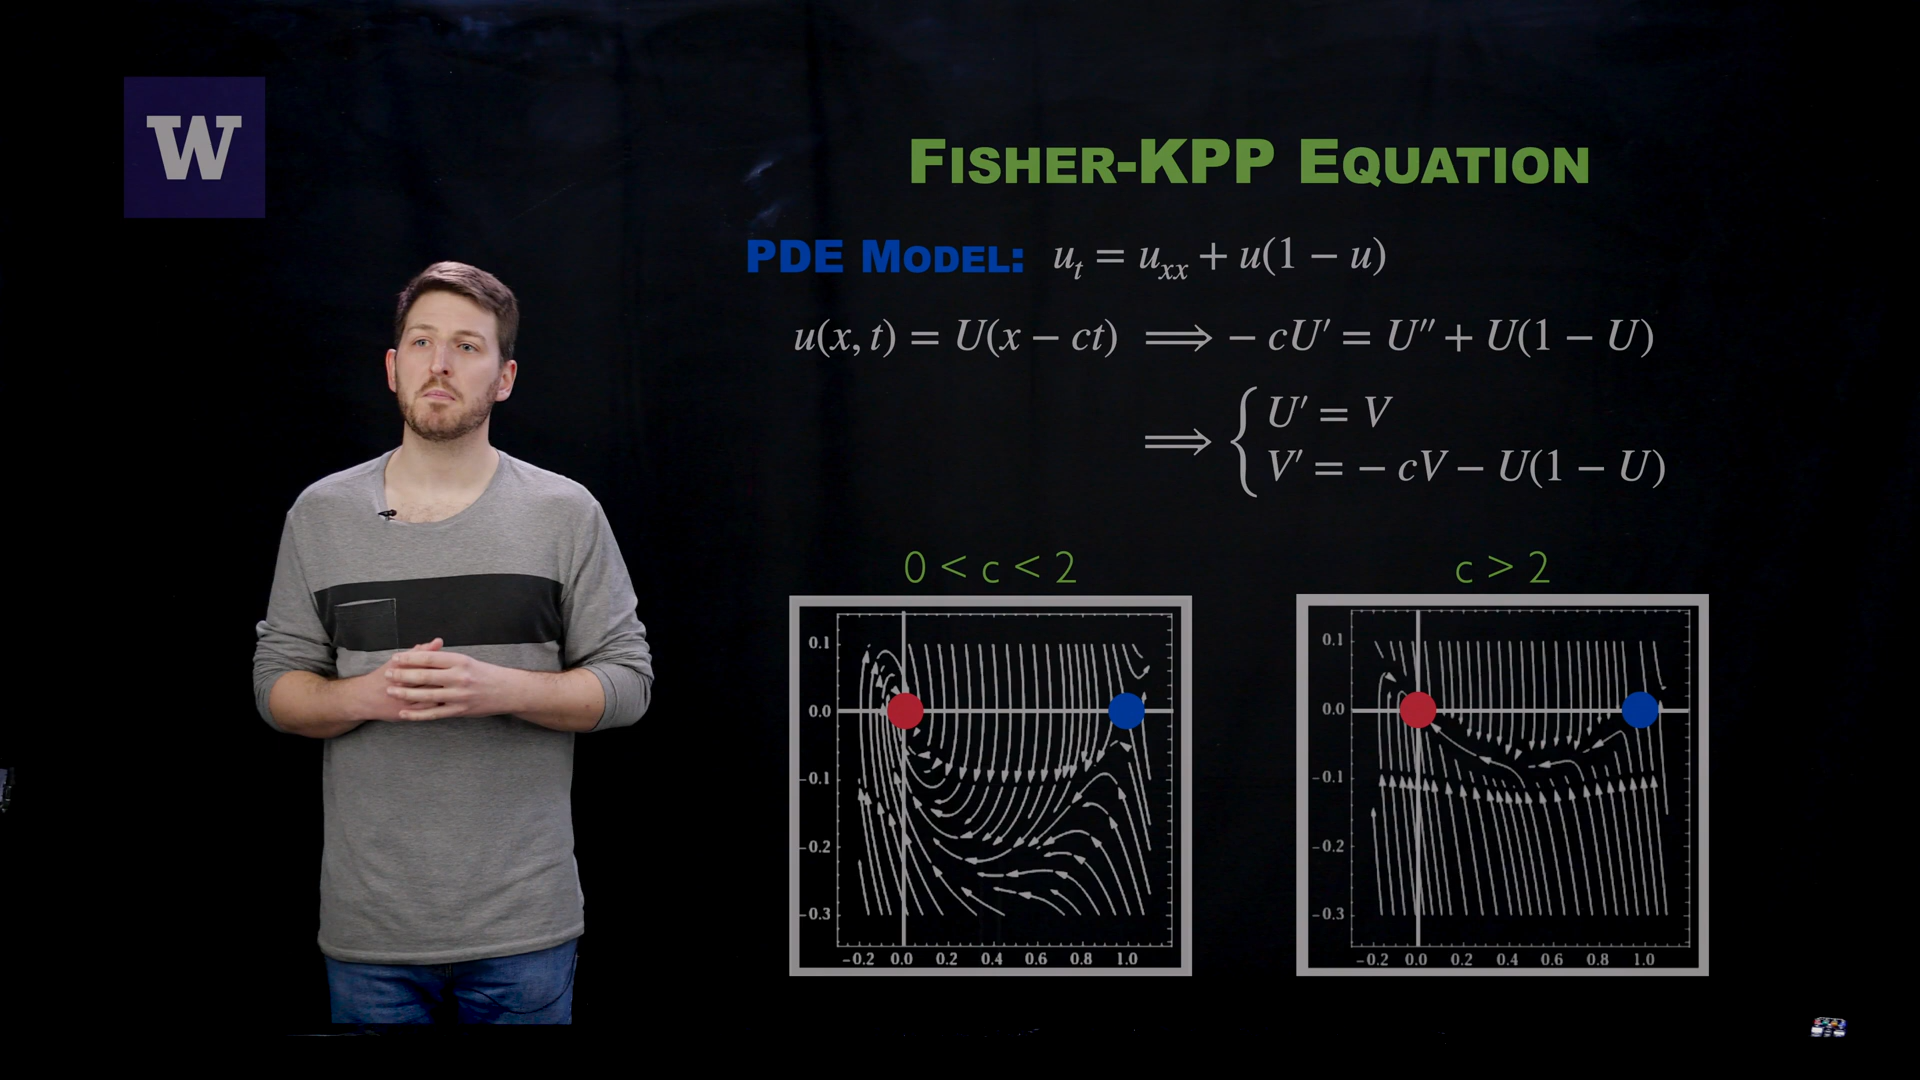 W
FISHER-KPP EQUATION
PDE MODEL: u_t = u_{xx} + u(1 − u)
u(x, t) = U(x − ct) ⟹ − cU′ = U″ + U(1 − U)
⟹ { U′ = V
V′ = − cV − U(1 − U)
0 < c < 2
0.1
0.0
−0.1
−0.2
−0.3
−0.2 0.0 0.2 0.4 0.6 0.8 1.0
c > 2
0.1
0.0
−0.1
−0.2
−0.3
−0.2 0.0 0.2 0.4 0.6 0.8 1.0